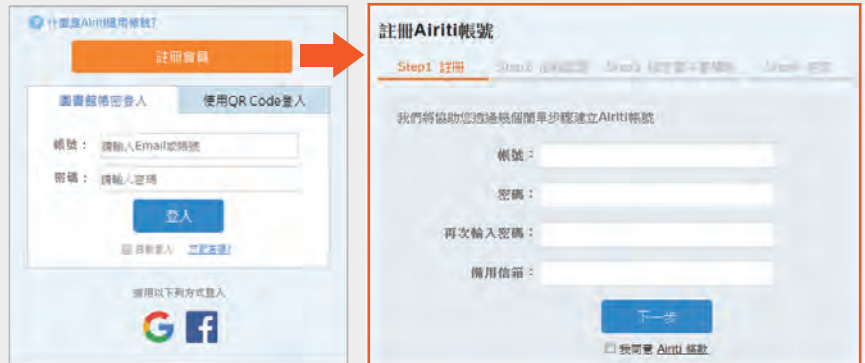 什麼是Airiti通用帳號?
註冊會員
圖書館帳密登入
使用QR Code登入
帳號：
請輸入Email或帳號
密碼：
請輸入密碼
登入
自動登入 忘記密碼?
或用以下列方式登入
註冊Airiti帳號
Step1 註冊
Step2
Step3
Step4
我們將協助您透過幾個簡單步驟建立Airiti帳號
帳號：
密碼：
再次輸入密碼：
備用信箱：
下一步
我同意 Airiti 條款